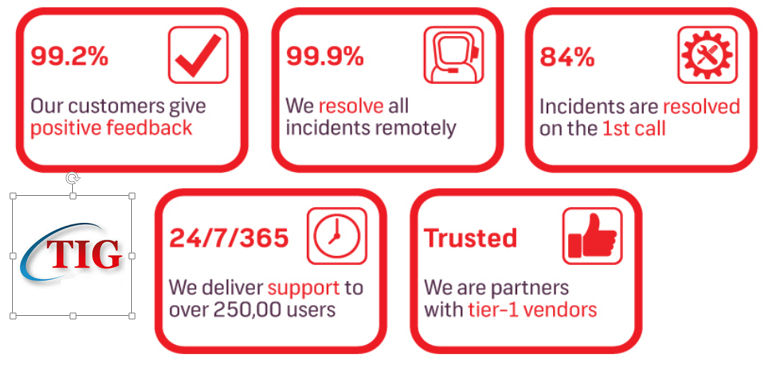 99.2%
Our customers give
positive feedback
99.9%
We resolve all
incidents remotely
84%
Incidents are resolved
on the 1st call
TIG
24/7/365
We deliver support to
over 250,00 users
Trusted
We are partners
with tier-1 vendors